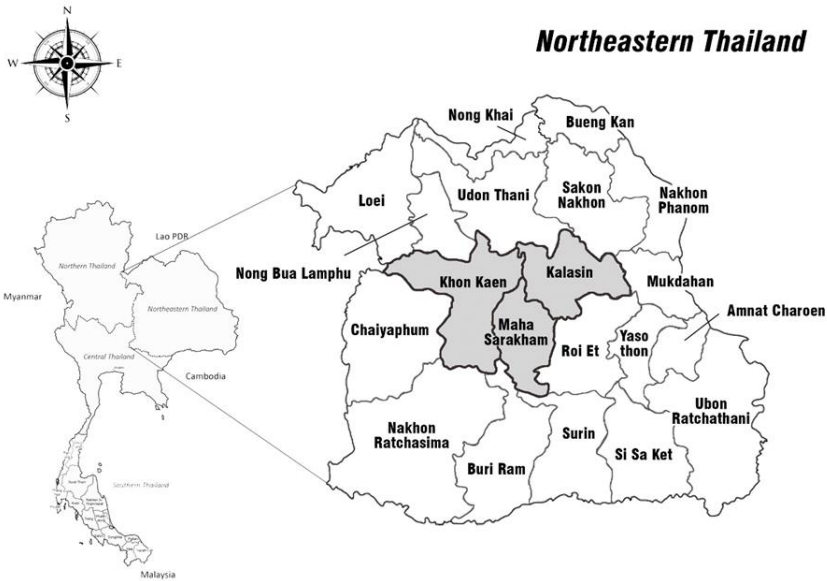 N
Northeastern Thailand
W
E
S
Nong Khai
Bueng Kan
Loei
Udon Thani
Sakon
Nakhon
Nakhon
Phanom
Lao PDR
Northern Thailand
Nong Bua Lamphu
Khon Kaen
Kalasin
Mukdahan
Myanmar
Northeastern Thailand
Amnat Charoen
Chaiyaphum
Maha
Sarakham
Roi Et
Yaso
thon
Central Thailand
Cambodia
Ubon
Ratchathani
Nakhon
Ratchasima
Buri Ram
Surin
Si Sa Ket
Southern Thailand
Malaysia